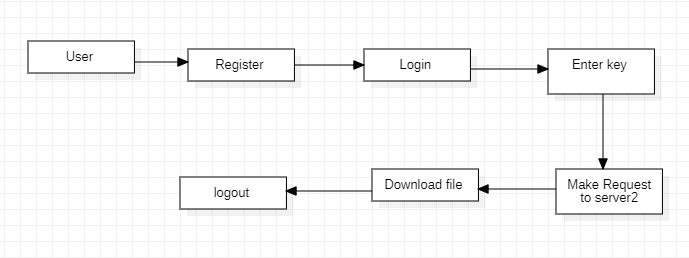 User
Register
Login
Enter key
Make Request
to server2
Download file
logout